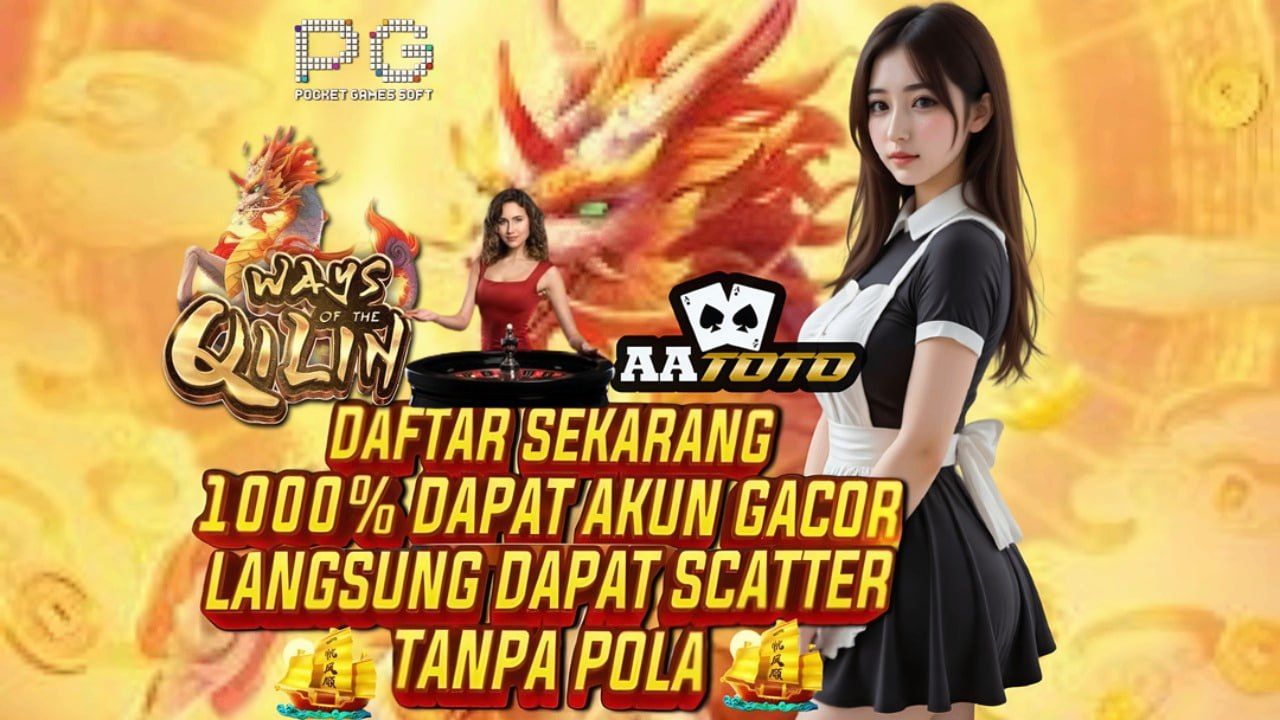 PG
POCKET GAMES SOFT
WAYS
OF THE
QILIN
AATOTO
DAFTAR SEKARANG
1000% DAPAT AKUN GACOR
LANGSUNG DAPAT SCATTER
TANPA POLA